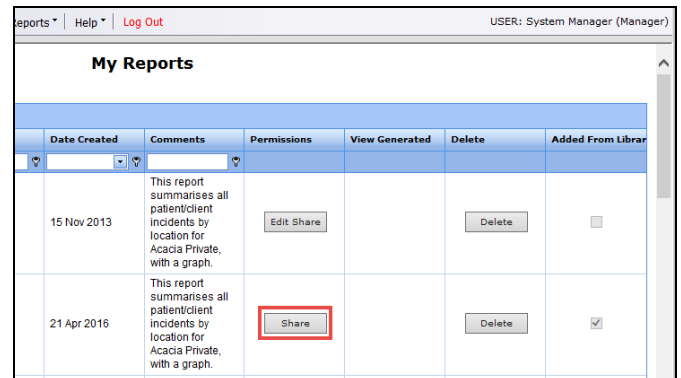 Reports Help Log Out USER: System Manager (Manager)
My Reports
Date Created Comments Permissions View Generated Delete Added From Librar
This report
summarises all
patient/client
incidents by
location for
Acacia Private,
with a graph.
15 Nov 2013
Edit Share
Delete
This report
summarises all
patient/client
incidents by
location for
Acacia Private,
with a graph.
21 Apr 2016
Share
Delete